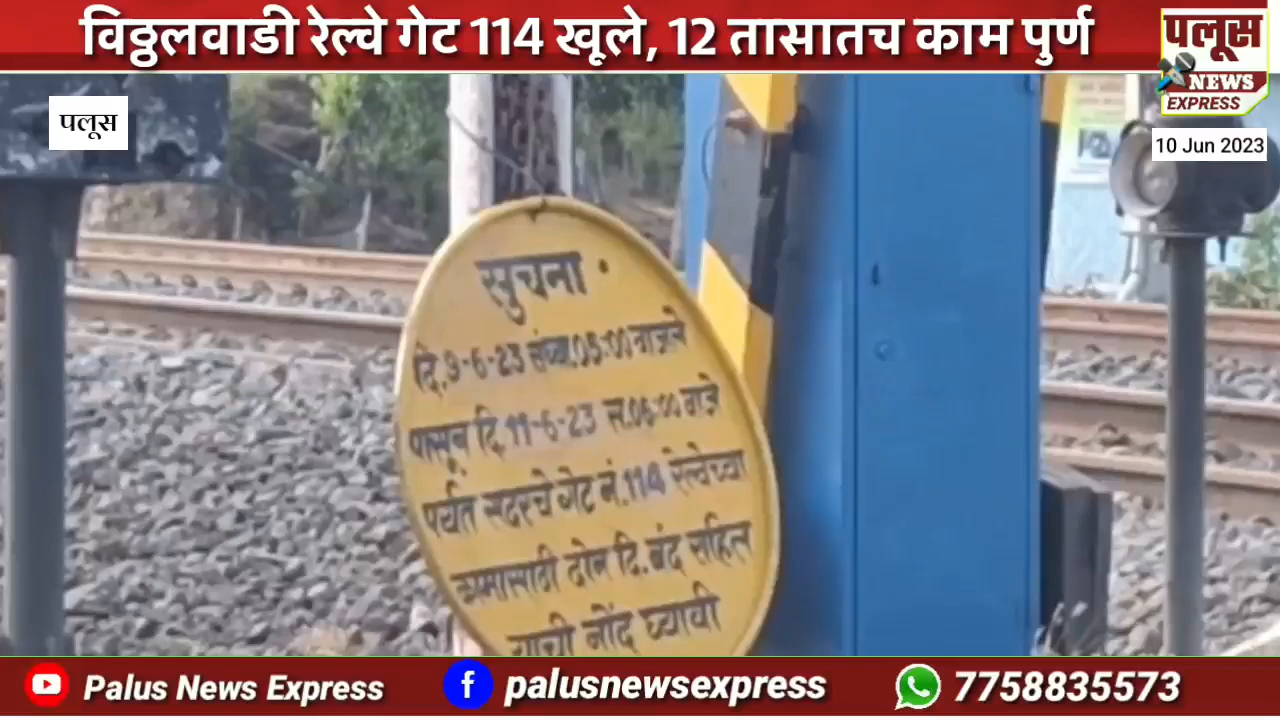 विठ्ठलवाडी रेल्वे गेट 114 खूले, 12 तासातच काम पुर्ण
पलूस
NEWS
EXPRESS
पलूस
10 Jun 2023
सुचना
दि.9-6-23 संध्या.05:00 वाजले
पासून दि.11-6-23 स.06:00 वाजे
पर्यंत सदरचे गेट नं.114 रेल्वेच्या
कामासाठी दोन दि.बंद राहिल
याची नोंद घ्यावी
Palus News Express
palusnewsexpress
7758835573